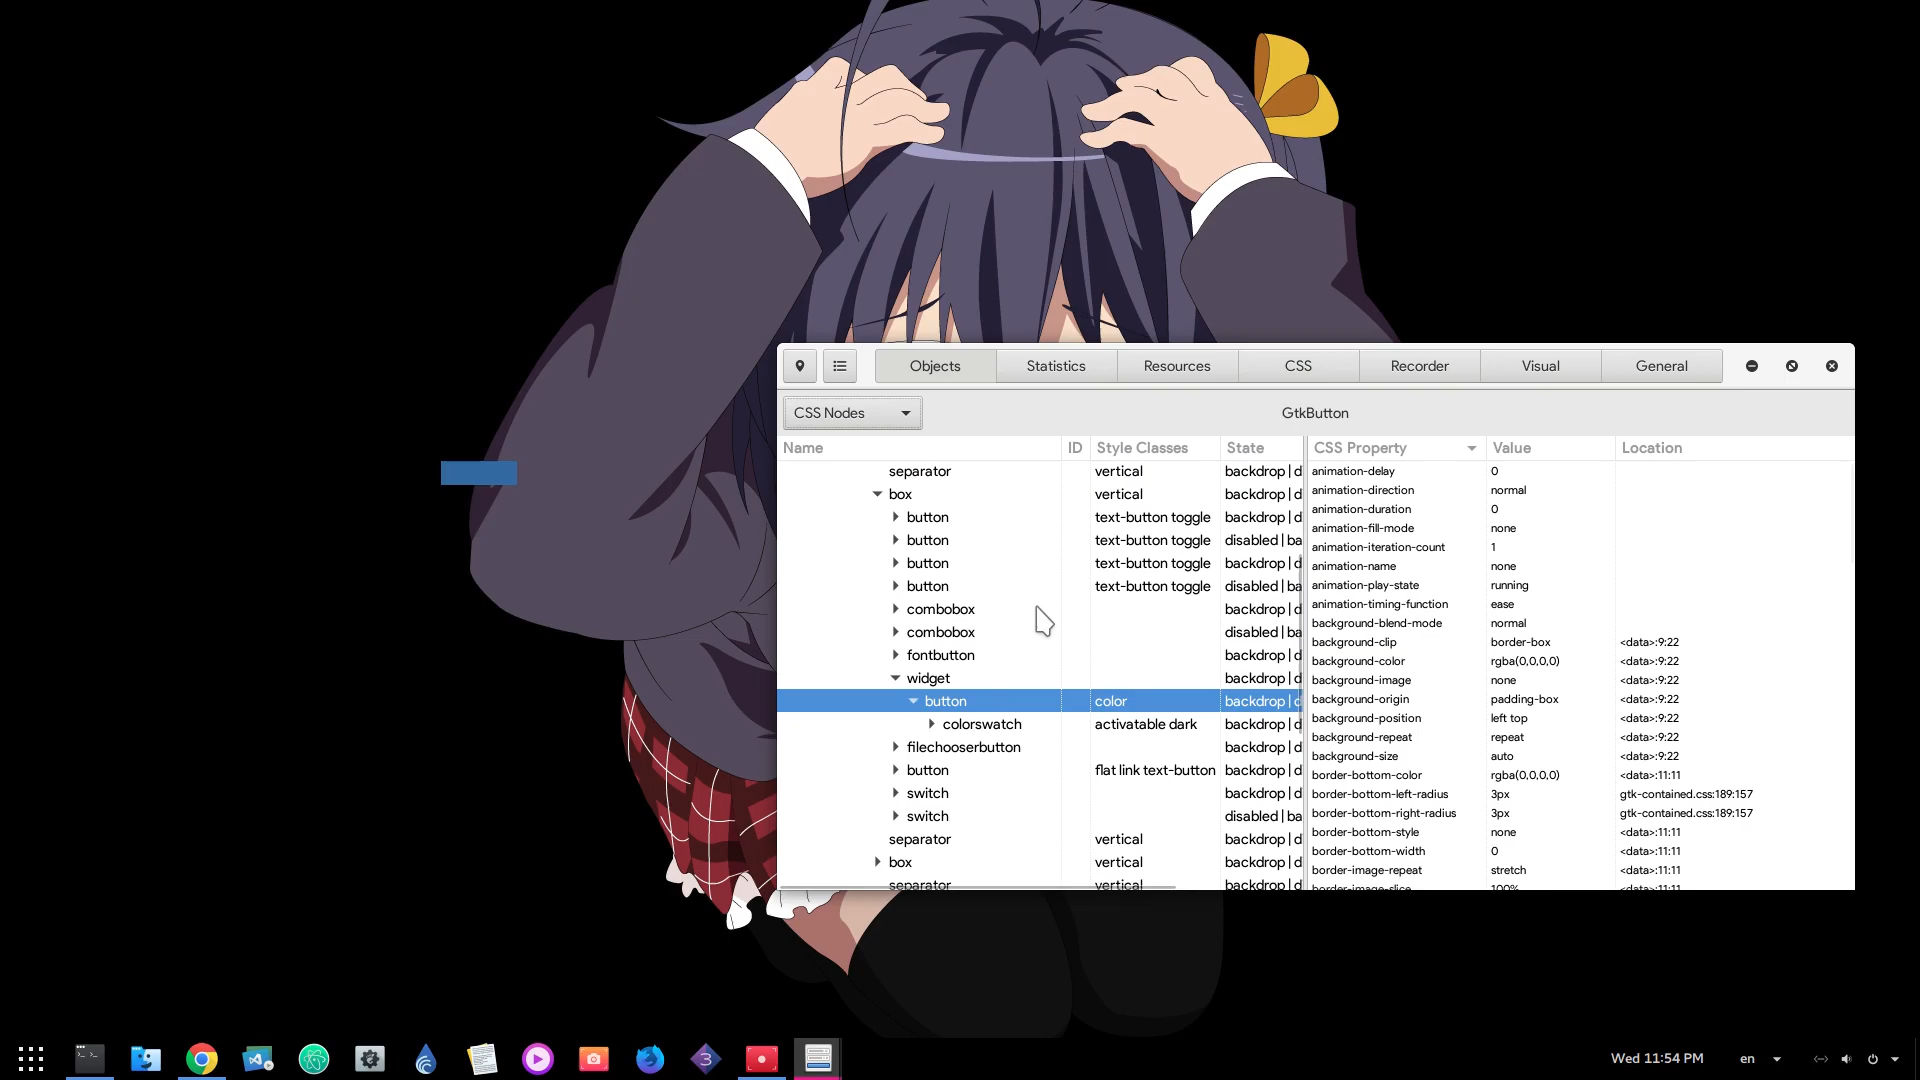 Objects Statistics Resources CSS Recorder Visual General
CSS Nodes GtkButton
Name ID Style Classes State CSS Property Value Location
separator vertical backdrop | d
box vertical backdrop | d
button text-button toggle backdrop | d
button text-button toggle disabled | ba
button text-button toggle backdrop | d
button text-button toggle disabled | ba
combobox backdrop | d
combobox disabled | ba
fontbutton backdrop | d
widget backdrop | d
button color backdrop | d
colorswatch activatable dark backdrop | d
filechooserbutton backdrop | d
button flat link text-button backdrop | d
switch backdrop | d
switch disabled | ba
separator vertical backdrop | d
box vertical backdrop | d
separator vertical backdrop | d
animation-delay 0
animation-direction normal
animation-duration 0
animation-fill-mode none
animation-iteration-count 1
animation-name none
animation-play-state running
animation-timing-function ease
background-blend-mode normal
background-clip border-box <data>:9:22
background-color rgba(0,0,0,0) <data>:9:22
background-image none <data>:9:22
background-origin padding-box <data>:9:22
background-position left top <data>:9:22
background-repeat repeat <data>:9:22
background-size auto <data>:9:22
border-bottom-color rgba(0,0,0,0) <data>:11:11
border-bottom-left-radius 3px gtk-contained.css:189:157
border-bottom-right-radius 3px gtk-contained.css:189:157
border-bottom-style none <data>:11:11
border-bottom-width 0 <data>:11:11
border-image-repeat stretch <data>:11:11
border-image-slice 100% <data>:11:11
Wed 11:54 PM en